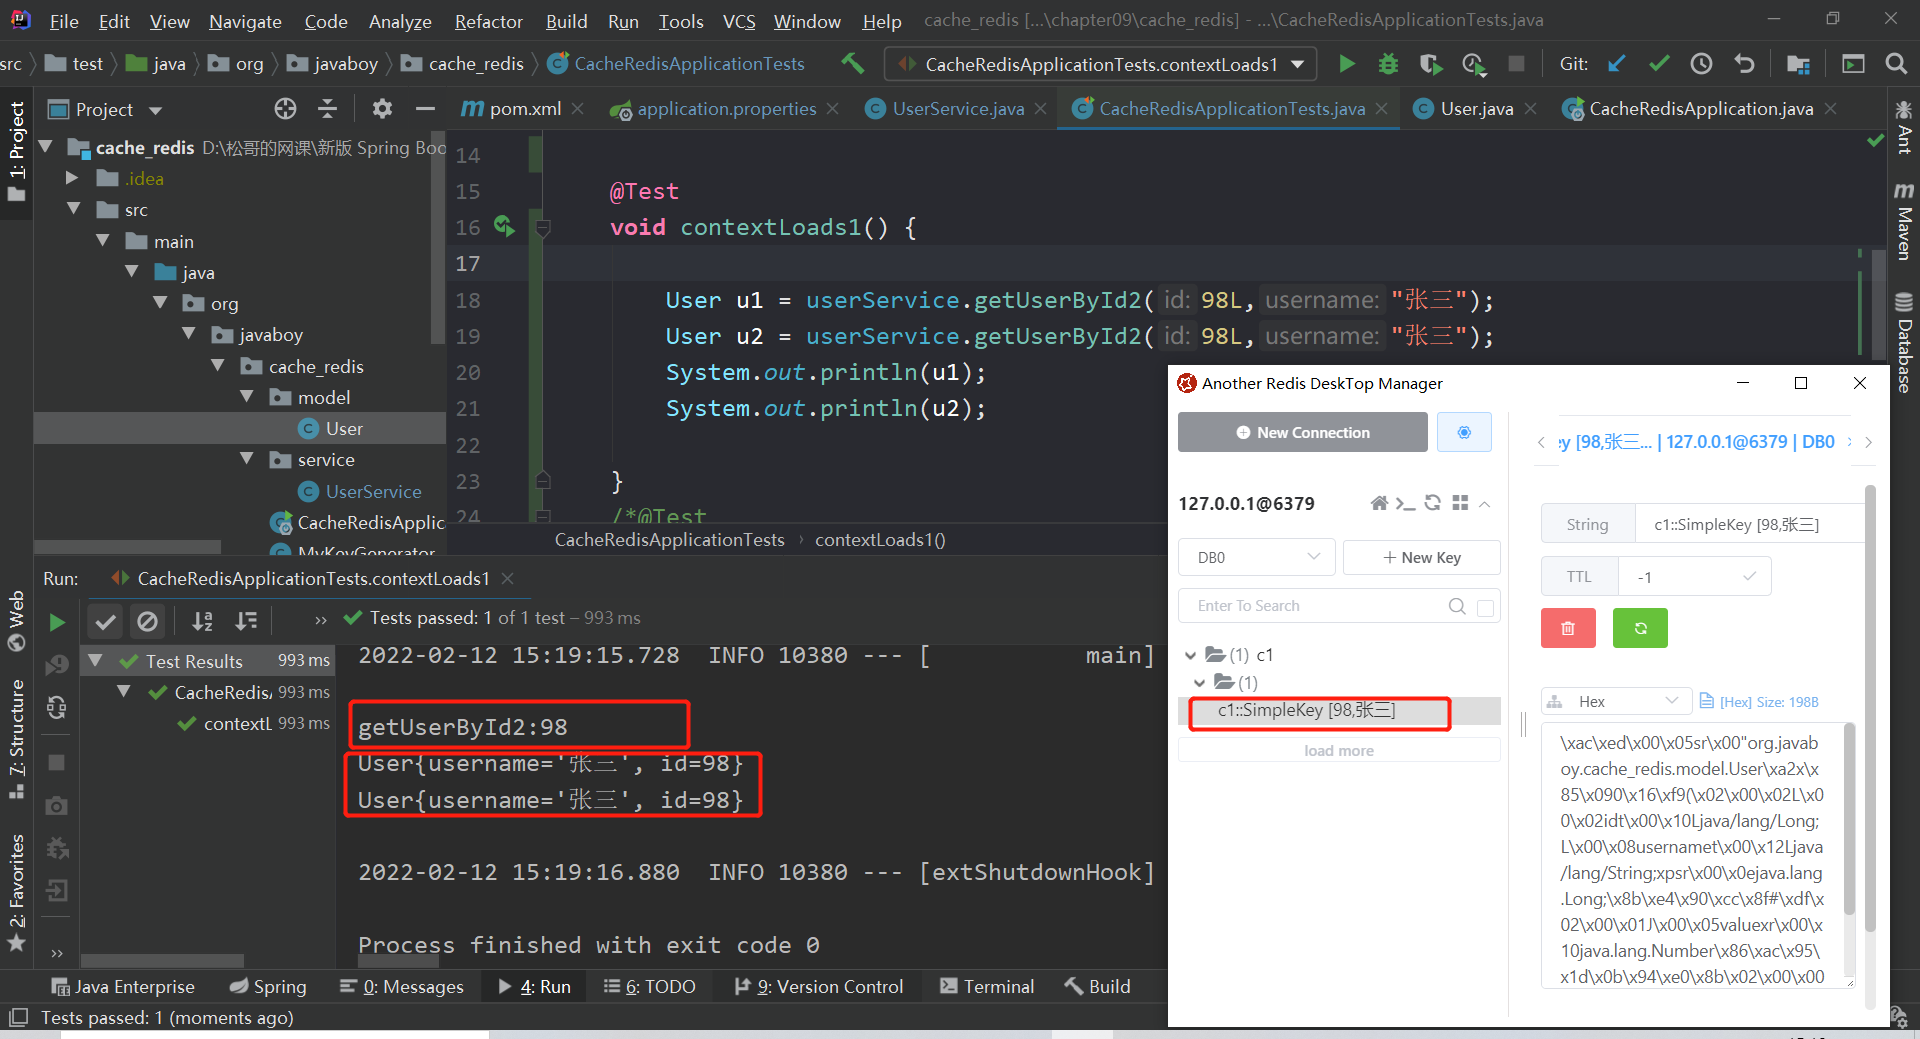 File Edit View Navigate Code Analyze Refactor Build Run Tools VCS Window Help cache_redis [...\chapter09\cache_redis] - ...\CacheRedisApplicationTests.java
src test java org javaboy cache_redis CacheRedisApplicationTests CacheRedisApplicationTests.contextLoads1 Git:
Project pom.xml application.properties UserService.java CacheRedisApplicationTests.java User.java CacheRedisApplication.java
1: Project
Ant
Maven
Database
cache_redis D:\松哥的网课\新版 Spring Boo
.idea
src
main
java
org
javaboy
cache_redis
model
User
service
UserService
CacheRedisApplic
MyKeyGenerator
14
15 @Test
16 void contextLoads1() {
17
18 User u1 = userService.getUserById2( id: 98L, username: "张三");
19 User u2 = userService.getUserById2( id: 98L, username: "张三");
20 System.out.println(u1);
21 System.out.println(u2);
22
23 }
24 /*@Test
CacheRedisApplicationTests › contextLoads1()
Run: CacheRedisApplicationTests.contextLoads1
Web
7: Structure
2: Favorites
» Tests passed: 1 of 1 test – 993 ms
Test Results 993 ms
CacheRedis 993 ms
contextL 993 ms
2022-02-12 15:19:15.728 INFO 10380 --- [ main]
getUserById2:98
User{username='张三', id=98}
User{username='张三', id=98}
2022-02-12 15:19:16.880 INFO 10380 --- [extShutdownHook]
Process finished with exit code 0
»
Another Redis DeskTop Manager
New Connection
127.0.0.1@6379
DB0
+ New Key
Enter To Search
(1) c1
(1)
c1::SimpleKey [98,张三]
load more
ey [98,张三... | 127.0.0.1@6379 | DB0
String c1::SimpleKey [98,张三]
TTL -1
Hex [Hex] Size: 198B
\xac\xed\x00\x05sr\x00"org.javab
oy.cache_redis.model.User\xa2x\x
85\x090\x16\xf9(\x02\x00\x02L\x0
0\x02idt\x00\x10Ljava/lang/Long;
L\x00\x08usernamet\x00\x12Ljava
/lang/String;xpsr\x00\x0ejava.lang
.Long;\x8b\xe4\x90\xcc\x8f#\xdf\x
02\x00\x01J\x00\x05valuexr\x00\x
10java.lang.Number\x86\xac\x95\
x1d\x0b\x94\xe0\x8b\x02\x00\x00
Java Enterprise Spring 0: Messages 4: Run 6: TODO 9: Version Control Terminal Build
Tests passed: 1 (moments ago)